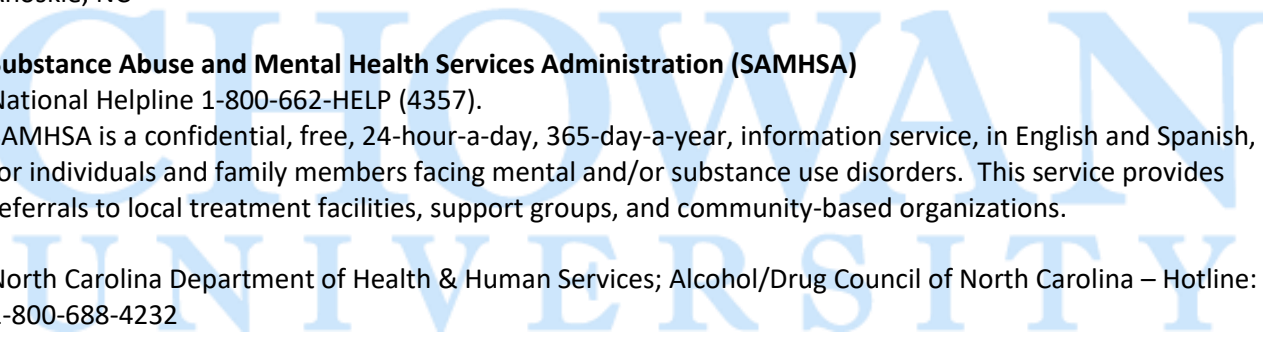 Ahoskie, NC
CHOWAN
Substance Abuse and Mental Health Services Administration (SAMHSA)
National Helpline 1-800-662-HELP (4357).
SAMHSA is a confidential, free, 24-hour-a-day, 365-day-a-year, information service, in English and Spanish,
for individuals and family members facing mental and/or substance use disorders.  This service provides
referrals to local treatment facilities, support groups, and community-based organizations.
UNIVERSITY
North Carolina Department of Health & Human Services; Alcohol/Drug Council of North Carolina – Hotline:
1-800-688-4232